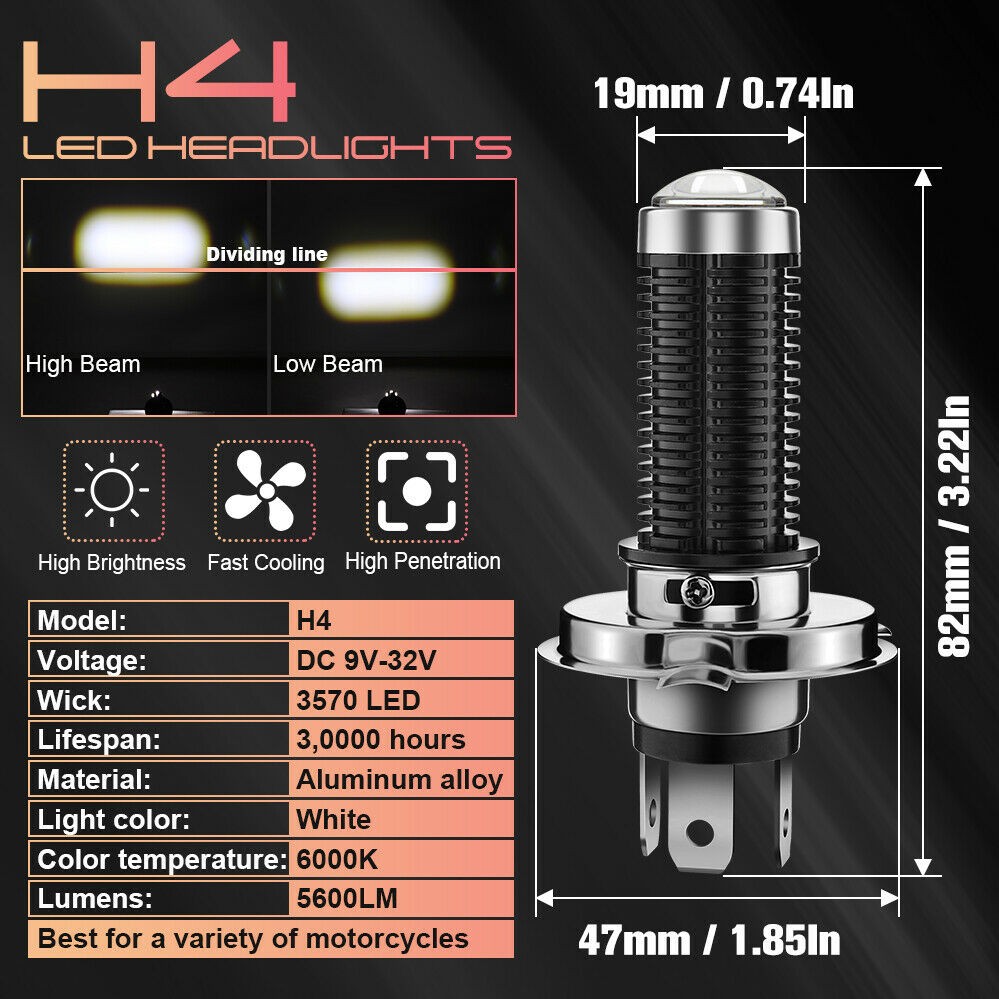 H4
LED HEADLIGHTS
Dividing line
High Beam
Low Beam
High Brightness
Fast Cooling
High Penetration
Model: H4
Voltage: DC 9V-32V
Wick: 3570 LED
Lifespan: 3,0000 hours
Material: Aluminum alloy
Light color: White
Color temperature: 6000K
Lumens: 5600LM
Best for a variety of motorcycles
19mm / 0.74In
82mm / 3.22In
47mm / 1.85In